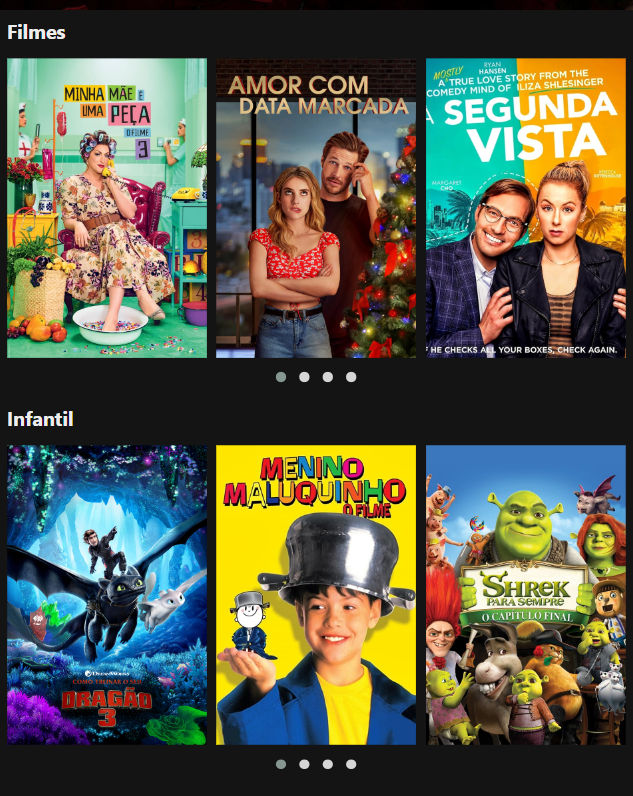 Filmes
MINHA MÃE É
UMA PEÇA
O FILME
3
AMOR COM
DATA MARCADA
MOSTLY
RYAN
HANSEN
A TRUE LOVE STORY FROM THE
COMEDY MIND OF ILIZA SHLESINGER
A SEGUNDA
VISTA
MARGARET
CHO
F HE CHECKS ALL YOUR BOXES, CHECK AGAIN.
Infantil
DREAMWORKS
COMO TREINAR O SEU
DRAGÃO
3
MENINO
MALUQUINHO
O FILME
SHREK
PARA SEMPRE
O CAPÍTULO FINAL